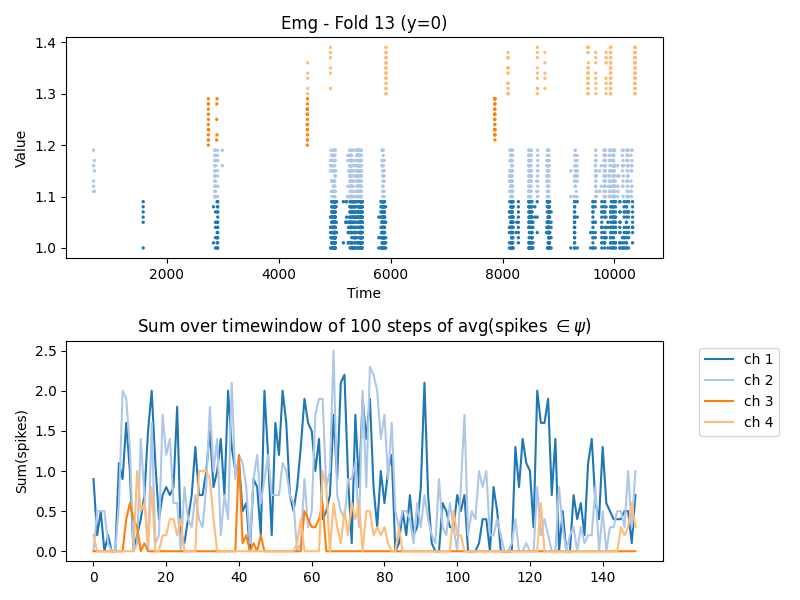 Emg - Fold 13 (y=0)
1.4
1.3
1.2
1.1
1.0
Value
2000 4000 6000 8000 10000
Time
Sum over timewindow of 100 steps of avg(spikes ∈ ψ)
2.5
2.0
1.5
1.0
0.5
0.0
Sum(spikes)
0 20 40 60 80 100 120 140
ch 1
ch 2
ch 3
ch 4